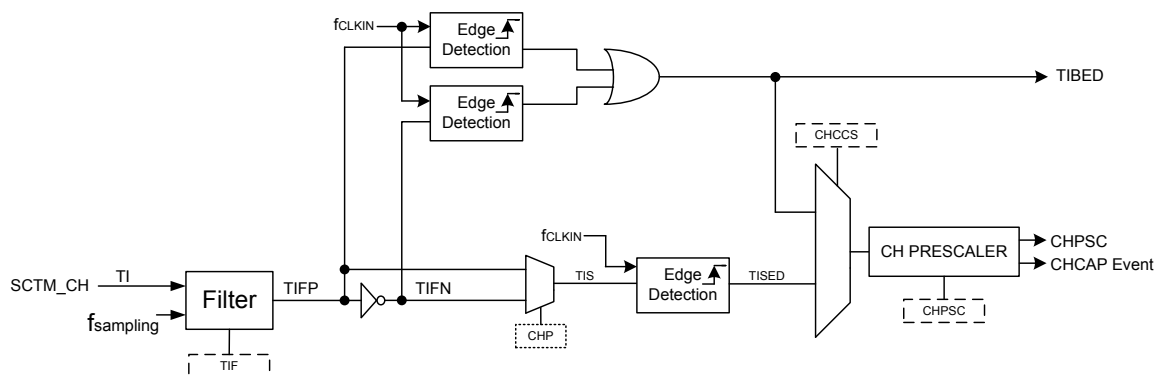 fCLKIN
Edge
Detection
Edge
Detection
TIBED
CHCCS
fCLKIN
SCTM_CH
TI
Filter
fsampling
TIF
TIFP
TIFN
CHP
TIS
Edge
Detection
TISED
CH PRESCALER
CHPSC
CHCAP Event
CHPSC